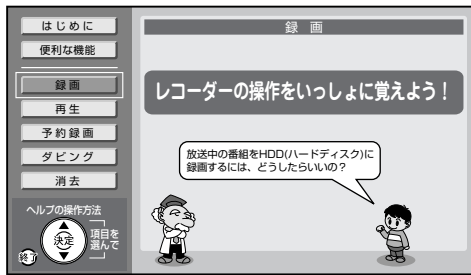 はじめに
便利な機能
録画
再生
予約録画
ダビング
消去
ヘルプの操作方法
決定
項目を
選んで
終了
録 画
レコーダーの操作をいっしょに覚えよう！
放送中の番組をHDD(ハードディスク)に
録画するには、どうしたらいいの？